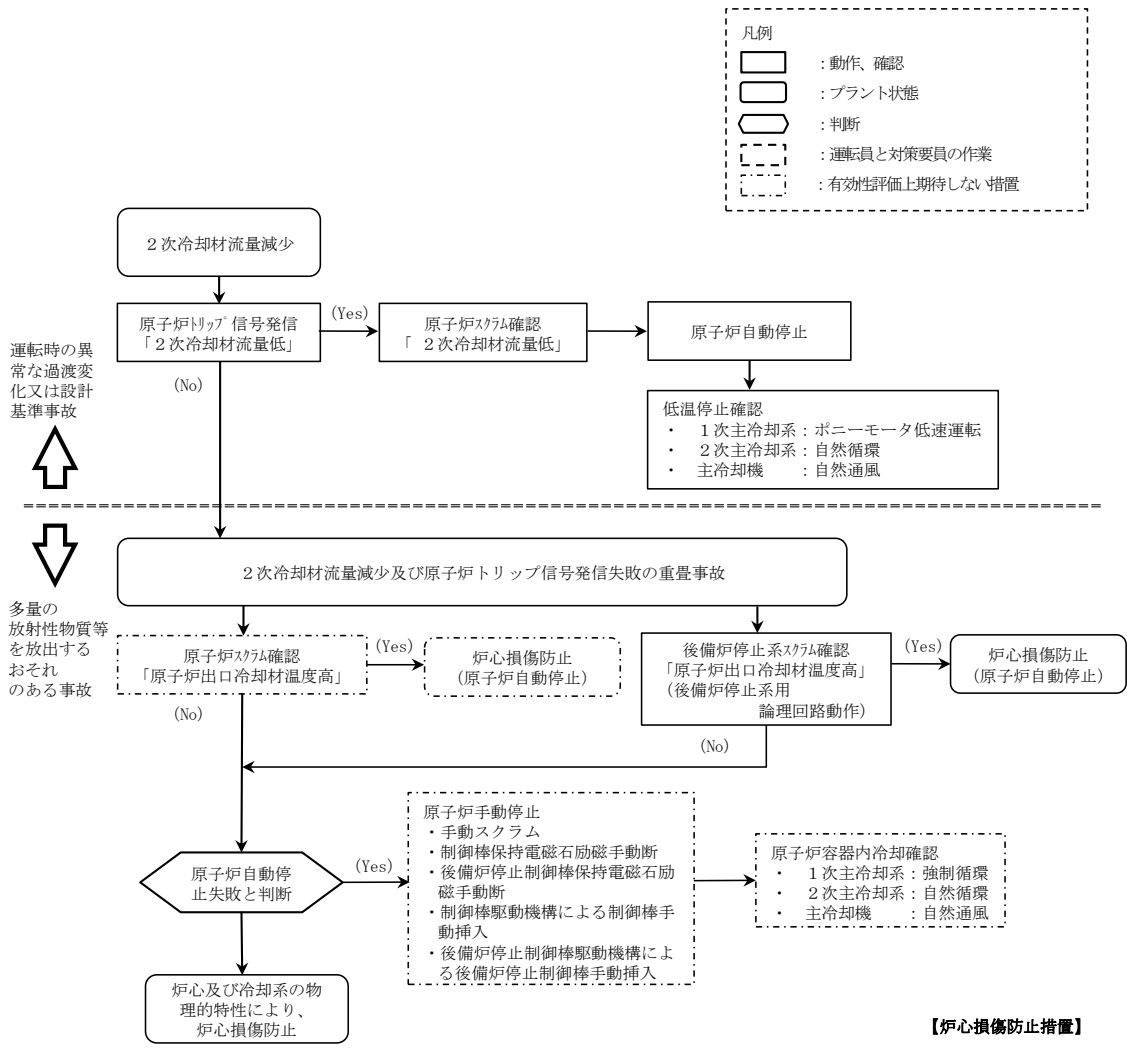 凡例
：動作、確認
：プラント状態
：判断
：運転員と対策要員の作業
：有効性評価上期待しない措置
２次冷却材流量減少
原子炉ﾄﾘｯﾌﾟ信号発信
「２次冷却材流量低」
(Yes)
原子炉ｽｸﾗﾑ確認
「 ２次冷却材流量低」
原子炉自動停止
運転時の異
常な過渡変
化又は設計
基準事故
(No)
低温停止確認
・ １次主冷却系：ポニーモータ低速運転
・ ２次主冷却系：自然循環
・ 主冷却機 ：自然通風
２次冷却材流量減少及び原子炉トリップ信号発信失敗の重畳事故
多量の
放射性物質等
を放出する
おそれ
のある事故
原子炉ｽｸﾗﾑ確認
「原子炉出口冷却材温度高」
(Yes)
炉心損傷防止
(原子炉自動停止)
後備炉停止系ｽｸﾗﾑ確認
「原子炉出口冷却材温度高」
（後備炉停止系用
論理回路動作）
(Yes)
炉心損傷防止
(原子炉自動停止)
(No)
(No)
原子炉自動停
止失敗と判断
(Yes)
原子炉手動停止
・手動スクラム
・制御棒保持電磁石励磁手動断
・後備炉停止制御棒保持電磁石励
磁手動断
・制御棒駆動機構による制御棒手
動挿入
・後備炉停止制御棒駆動機構によ
る後備炉停止制御棒手動挿入
原子炉容器内冷却確認
・ １次主冷却系：強制循環
・ ２次主冷却系：自然循環
・ 主冷却機 ：自然通風
炉心及び冷却系の物
理的特性により、
炉心損傷防止
【炉心損傷防止措置】